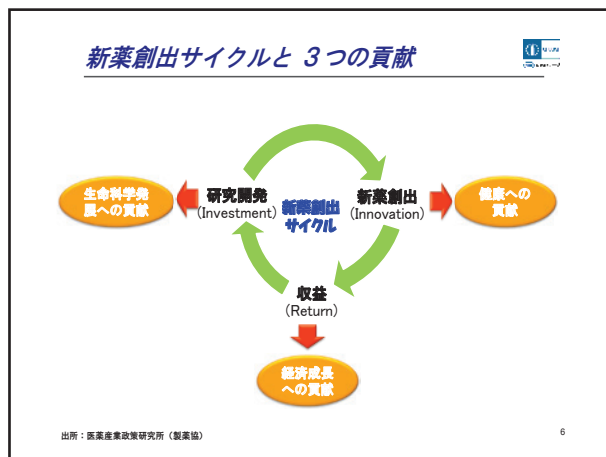 新薬創出サイクルと 3つの貢献
生命科学発
展への貢献
研究開発
(Investment)
新薬創出
サイクル
新薬創出
(Innovation)
健康への
貢献
収益
(Return)
経済成長
への貢献
出所：医薬産業政策研究所（製薬協）
6